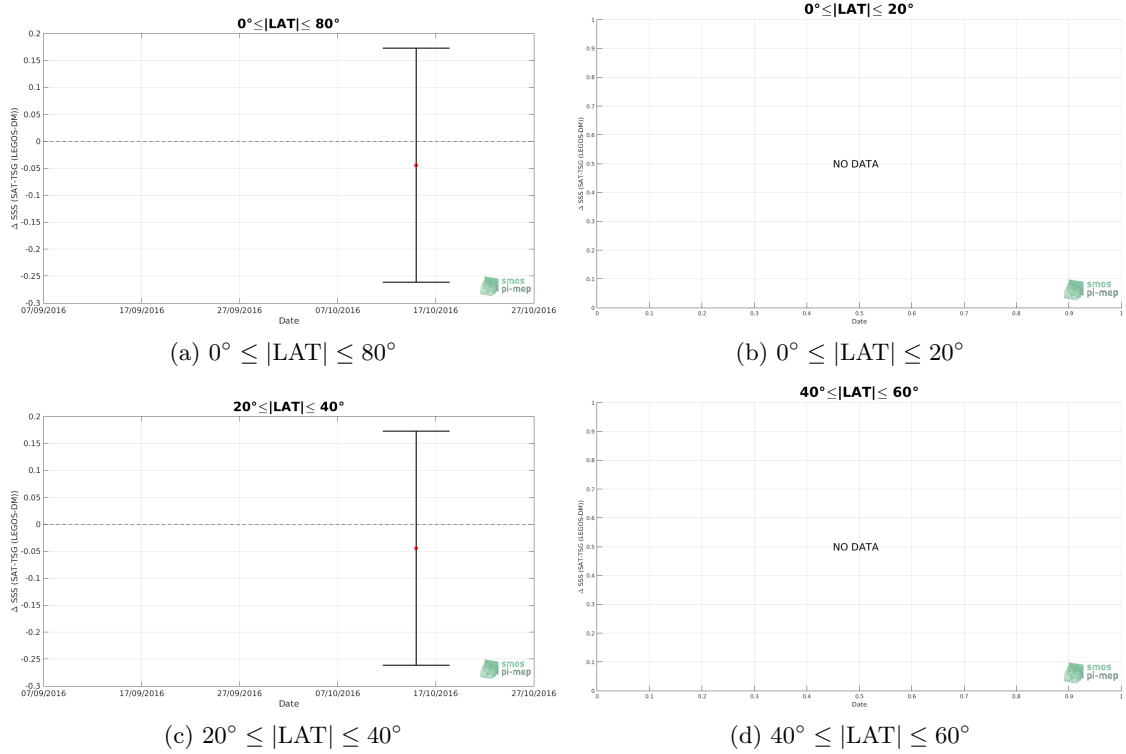 0°≤|LAT|≤ 80°
Δ SSS (SAT-TSG (LEGOS-DM))
0.2
0.15
0.1
0.05
0
-0.05
-0.1
-0.15
-0.2
-0.25
-0.3
07/09/2016 17/09/2016 27/09/2016 07/10/2016 17/10/2016 27/10/2016
Date
smos
pi-mep
(a) 0° ≤ |LAT| ≤ 80°
0°≤|LAT|≤ 20°
Δ SSS (SAT-TSG (LEGOS-DM))
1
0.9
0.8
0.7
0.6
0.5
0.4
0.3
0.2
0.1
0
NO DATA
0 0.1 0.2 0.3 0.4 0.5 0.6 0.7 0.8 0.9 1
Date
smos
pi-mep
(b) 0° ≤ |LAT| ≤ 20°
20°≤|LAT|≤ 40°
Δ SSS (SAT-TSG (LEGOS-DM))
0.2
0.15
0.1
0.05
0
-0.05
-0.1
-0.15
-0.2
-0.25
-0.3
07/09/2016 17/09/2016 27/09/2016 07/10/2016 17/10/2016 27/10/2016
Date
smos
pi-mep
(c) 20° ≤ |LAT| ≤ 40°
40°≤|LAT|≤ 60°
Δ SSS (SAT-TSG (LEGOS-DM))
1
0.9
0.8
0.7
0.6
0.5
0.4
0.3
0.2
0.1
0
NO DATA
0 0.1 0.2 0.3 0.4 0.5 0.6 0.7 0.8 0.9 1
Date
smos
pi-mep
(d) 40° ≤ |LAT| ≤ 60°